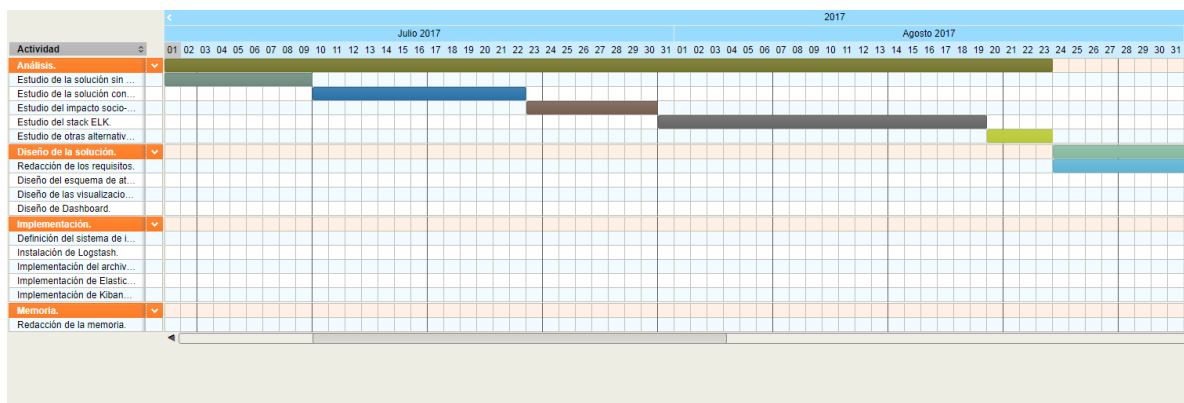 2017
Julio 2017 Agosto 2017
Actividad 01 02 03 04 05 06 07 08 09 10 11 12 13 14 15 16 17 18 19 20 21 22 23 24 25 26 27 28 29 30 31 01 02 03 04 05 06 07 08 09 10 11 12 13 14 15 16 17 18 19 20 21 22 23 24 25 26 27 28 29 30 31
Análisis.
Estudio de la solución sin ...
Estudio de la solución con...
Estudio del impacto socio-...
Estudio del stack ELK.
Estudio de otras alternativ...
Diseño de la solución.
Redacción de los requisitos.
Diseño del esquema de at...
Diseño de las visualizacio...
Diseño de Dashboard.
Implementación.
Definición del sistema de i...
Instalación de Logstash.
Implementación del archiv...
Implementación de Elastic...
Implementación de Kiban...
Memoria.
Redacción de la memoria.